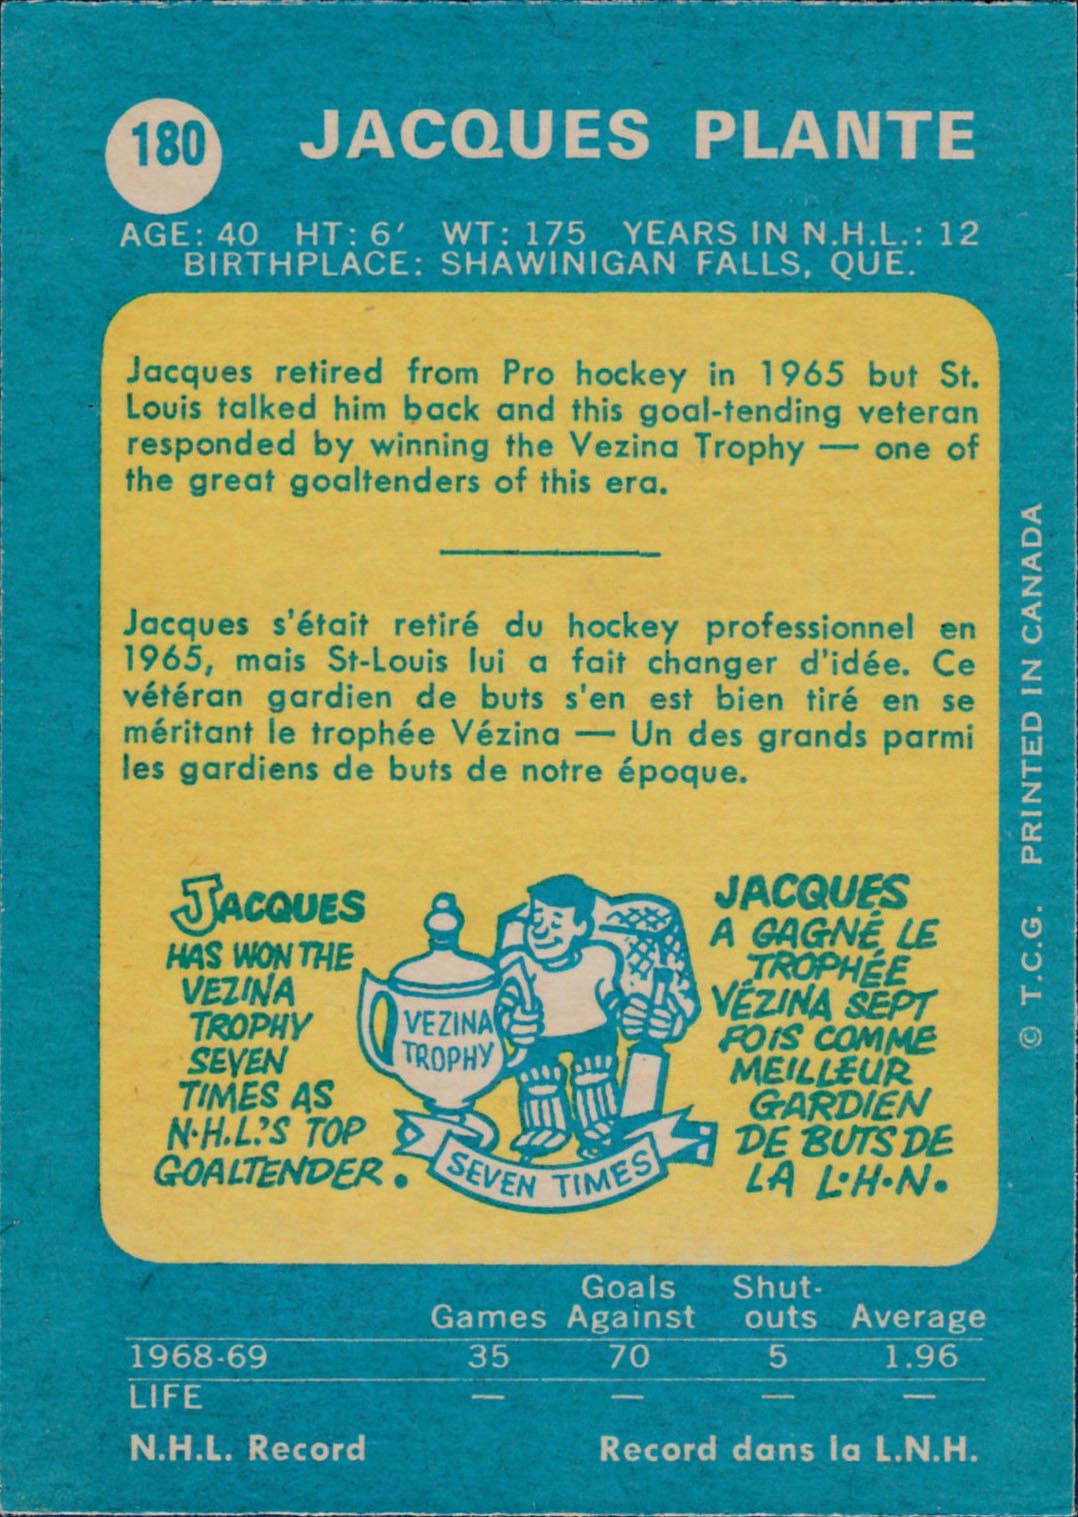 180
JACQUES PLANTE
AGE: 40 HT: 6′ WT: 175 YEARS IN N.H.L.: 12
BIRTHPLACE: SHAWINIGAN FALLS, QUE.
Jacques retired from Pro hockey in 1965 but St.
Louis talked him back and this goal-tending veteran
responded by winning the Vezina Trophy — one of
the great goaltenders of this era.
Jacques s'était retiré du hockey professionnel en
1965, mais St-Louis lui a fait changer d'idée. Ce
vétéran gardien de buts s'en est bien tiré en se
méritant le trophée Vézina — Un des grands parmi
les gardiens de buts de notre époque.
JACQUES
HAS WON THE
VEZINA
TROPHY
SEVEN
TIMES AS
N.H.L.'S TOP
GOALTENDER.
VEZINA
TROPHY
SEVEN TIMES
JACQUES
A GAGNÉ LE
TROPHÉE
VÉZINA SEPT
FOIS COMME
MEILLEUR
GARDIEN
DE BUTS DE
LA L.H.N.
© T.C.G. PRINTED IN CANADA
Goals Shut-
Games Against outs Average
1968-69 35 70 5 1.96
LIFE — — — —
N.H.L. Record Record dans la L.N.H.